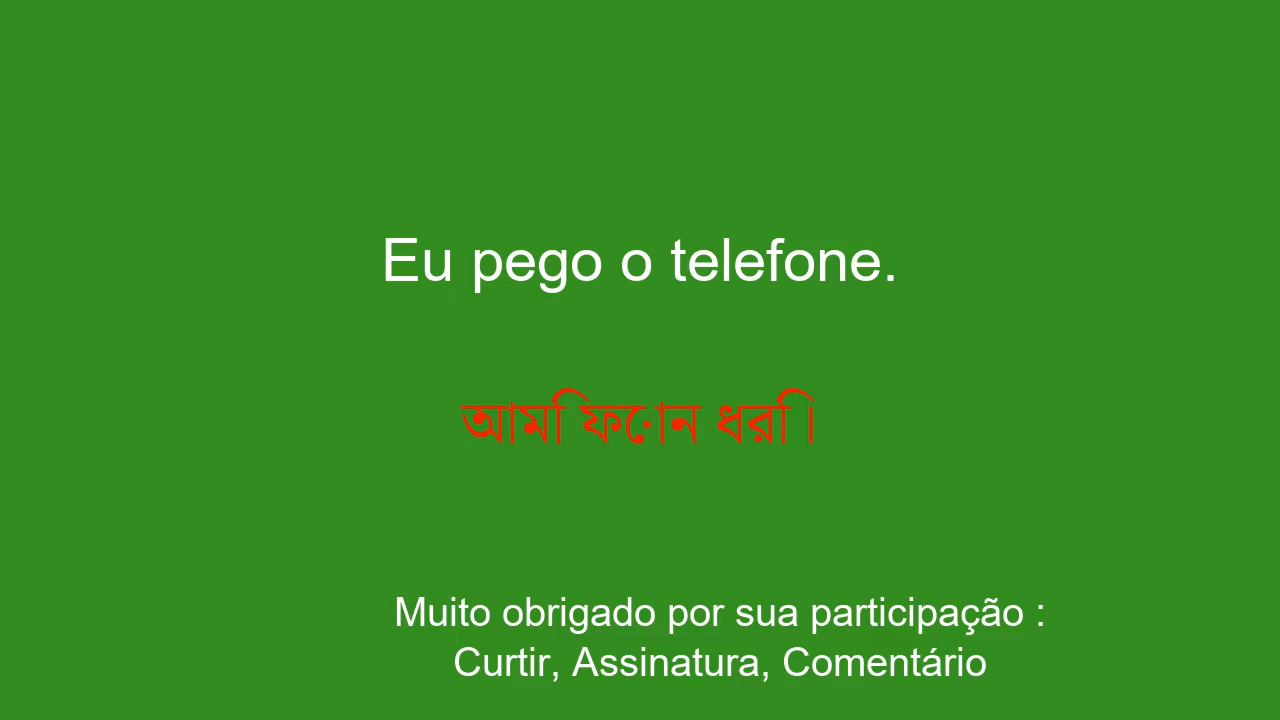 Eu pego o telefone.
আমি ফোন ধরি।
Muito obrigado por sua participação :
Curtir, Assinatura, Comentário